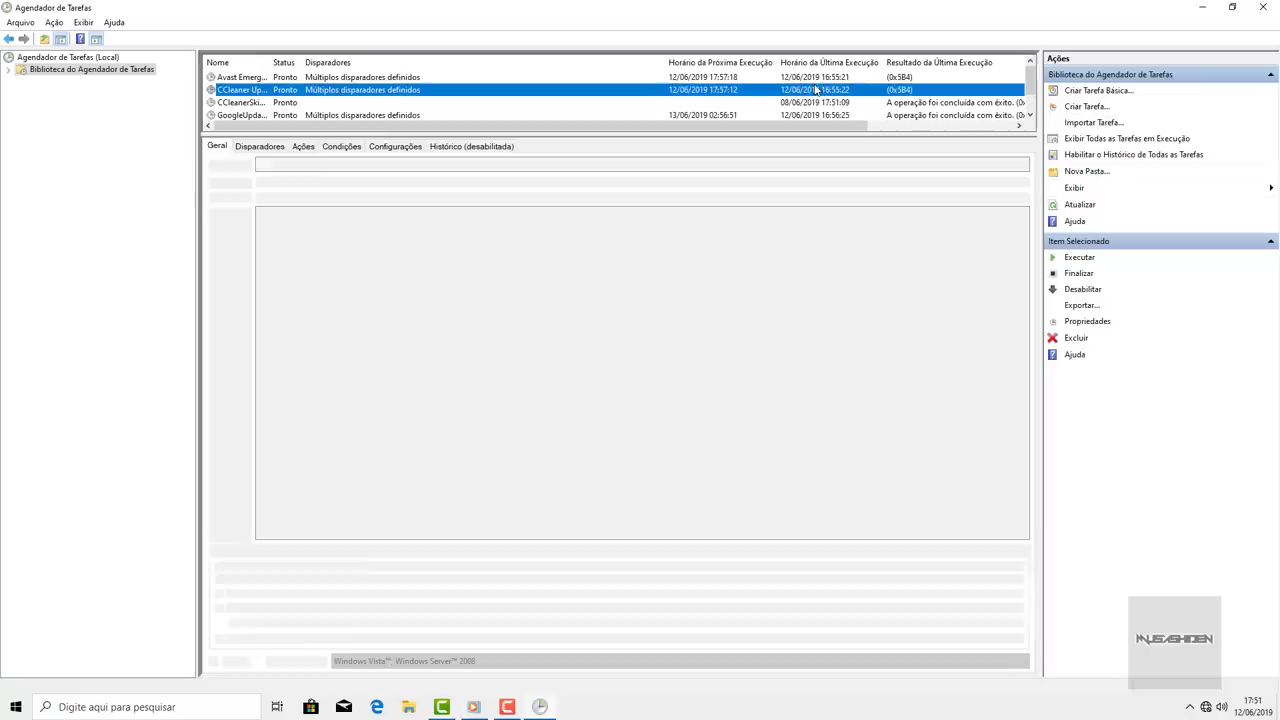 Agendador de Tarefas
Arquivo Ação Exibir Ajuda
Agendador de Tarefas (Local)
Biblioteca do Agendador de Tarefas
Nome Status Disparadores Horário da Próxima Execução Horário da Última Execução Resultado da Última Execução
Avast Emerg... Pronto Múltiplos disparadores definidos 12/06/2019 17:57:18 12/06/2019 16:55:21 (0x5B4)
CCleaner Up... Pronto Múltiplos disparadores definidos 12/06/2019 17:57:12 12/06/2019 16:55:22 (0x5B4)
CCleanerSki... Pronto 08/06/2019 17:51:09 A operação foi concluída com êxito. (0x
GoogleUpda... Pronto Múltiplos disparadores definidos 13/06/2019 02:56:51 12/06/2019 16:56:25 A operação foi concluída com êxito. (0x
Geral Disparadores Ações Condições Configurações Histórico (desabilitada)
Windows Vista™; Windows Server™ 2008
Ações
Biblioteca do Agendador de Tarefas
Criar Tarefa Básica...
Criar Tarefa...
Importar Tarefa...
Exibir Todas as Tarefas em Execução
Habilitar o Histórico de Todas as Tarefas
Nova Pasta...
Exibir
Atualizar
Ajuda
Item Selecionado
Executar
Finalizar
Desabilitar
Exportar...
Propriedades
Excluir
Ajuda
Digite aqui para pesquisar
17:51
12/06/2019